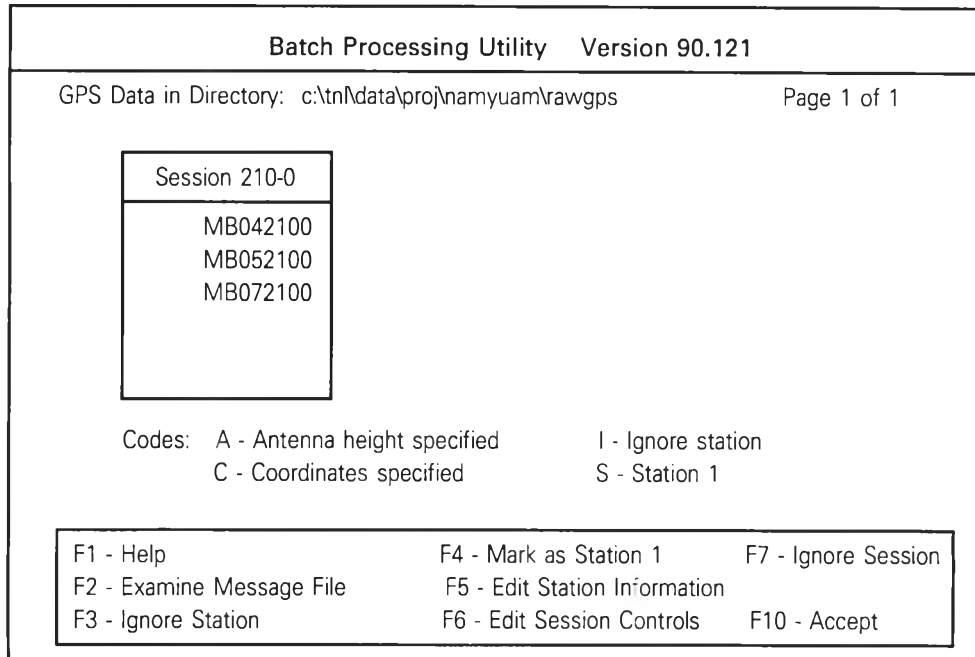 Batch Processing Utility Version 90.121
GPS Data in Directory: c:\tnl\data\proj\namyuam\rawgps Page 1 of 1
Session 210-0
MB042100
MB052100
MB072100
Codes: A - Antenna height specified I - Ignore station
C - Coordinates specified S - Station 1
F1 - Help F4 - Mark as Station 1 F7 - Ignore Session
F2 - Examine Message File F5 - Edit Station Information
F3 - Ignore Station F6 - Edit Session Controls F10 - Accept